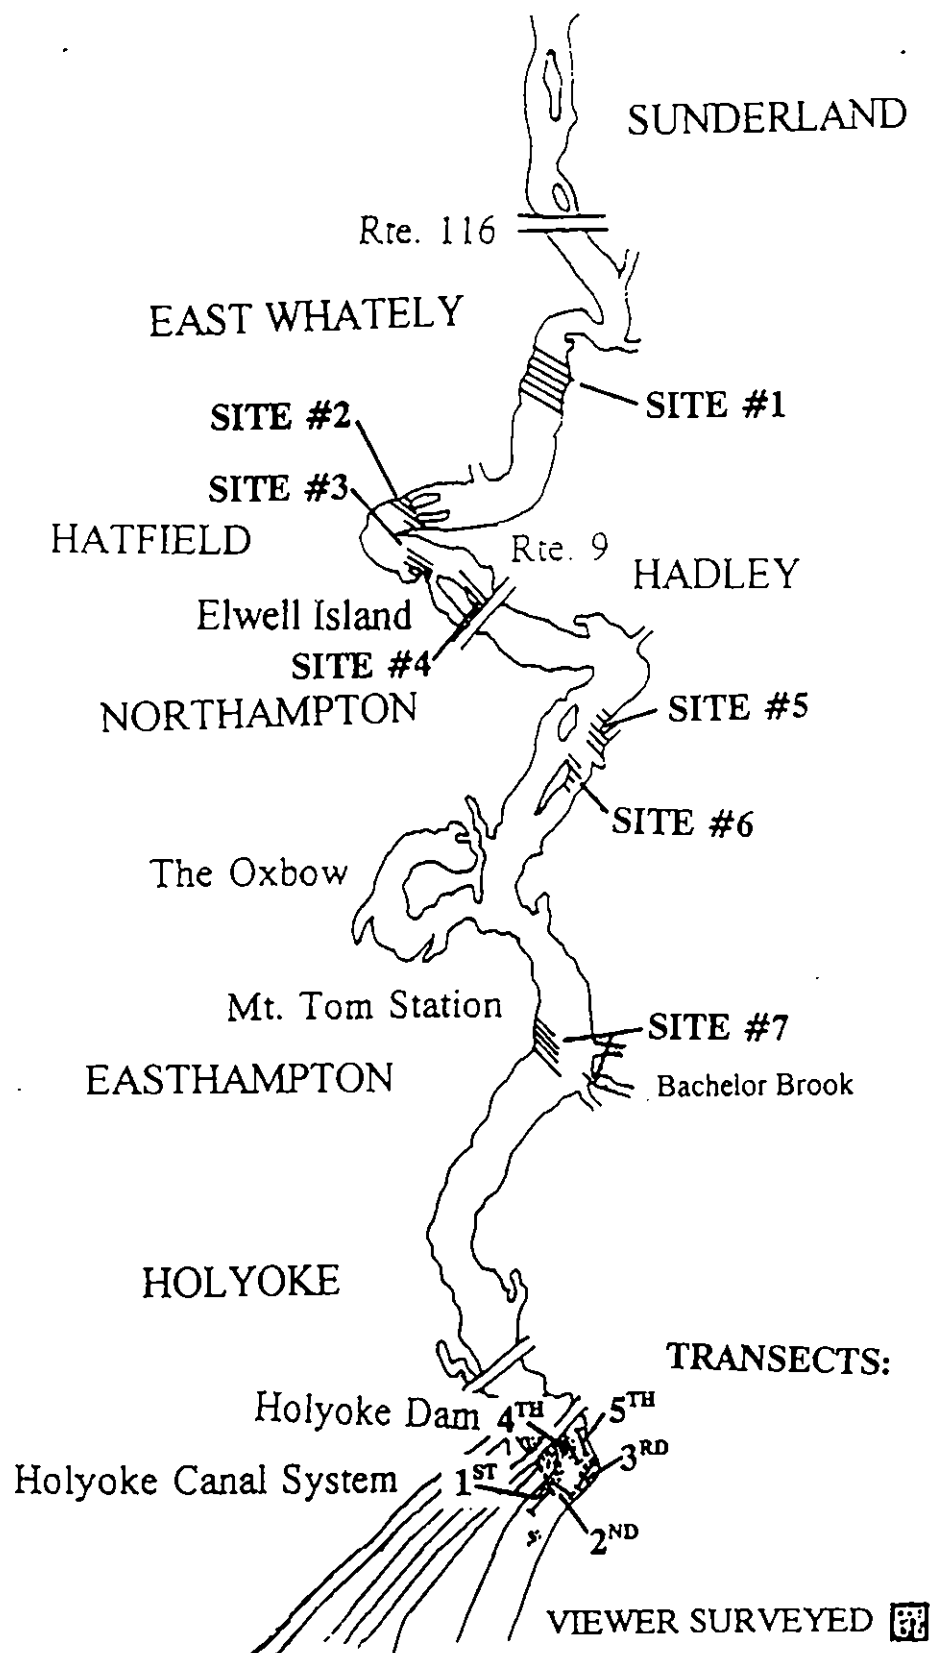 SUNDERLAND
Rte. 116
EAST WHATELY
SITE #1
SITE #2
SITE #3
HATFIELD
Rte. 9
HADLEY
Elwell Island
SITE #4
NORTHAMPTON
SITE #5
SITE #6
The Oxbow
Mt. Tom Station
SITE #7
EASTHAMPTON
Bachelor Brook
HOLYOKE
TRANSECTS:
Holyoke Dam
4TH
5TH
3RD
Holyoke Canal System
1ST
2ND
VIEWER SURVEYED